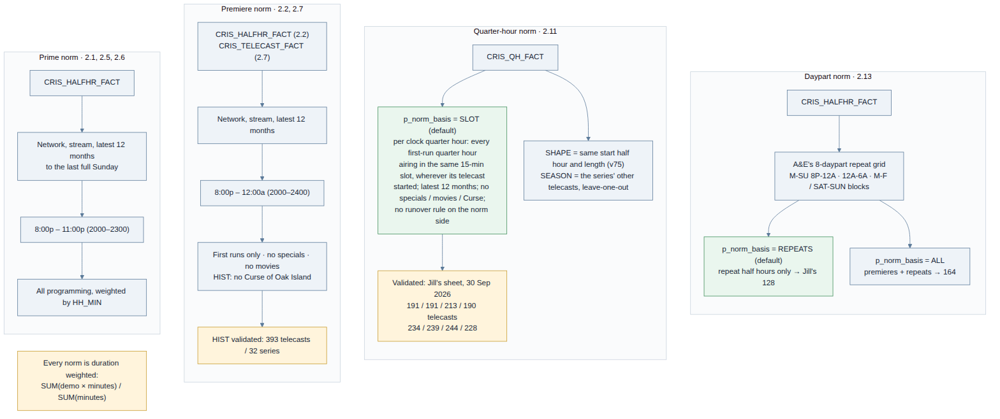 Prime norm · 2.1, 2.5, 2.6
CRIS_HALFHR_FACT
Network, stream, latest 12
months
to the last full Sunday
8:00p – 11:00p (2000–2300)
All programming, weighted
by HH_MIN
Every norm is duration
weighted:
SUM(demo × minutes) /
SUM(minutes)
Premiere norm · 2.2, 2.7
CRIS_HALFHR_FACT (2.2)
CRIS_TELECAST_FACT
(2.7)
Network, stream, latest 12
months
8:00p – 12:00a (2000–2400)
First runs only · no specials ·
no movies
HIST: no Curse of Oak Island
HIST validated: 393 telecasts
/ 32 series
Quarter-hour norm · 2.11
CRIS_QH_FACT
p_norm_basis = SLOT
(default)
per clock quarter hour: every
first-run quarter hour
airing in the same 15-min
slot, wherever its telecast
started; latest 12 months; no
specials / movies / Curse;
no runover rule on the norm
side
SHAPE = same start half
hour and length (v75)
SEASON = the series' other
telecasts, leave-one-out
Validated: Jill's sheet, 30 Sep
2026
191 / 191 / 213 / 190
telecasts
234 / 239 / 244 / 228
Daypart norm · 2.13
CRIS_HALFHR_FACT
A&E's 8-daypart repeat grid
M-SU 8P-12A · 12A-6A · M-F
/ SAT-SUN blocks
p_norm_basis = REPEATS
(default)
repeat half hours only → Jill's
128
p_norm_basis = ALL
premieres + repeats → 164